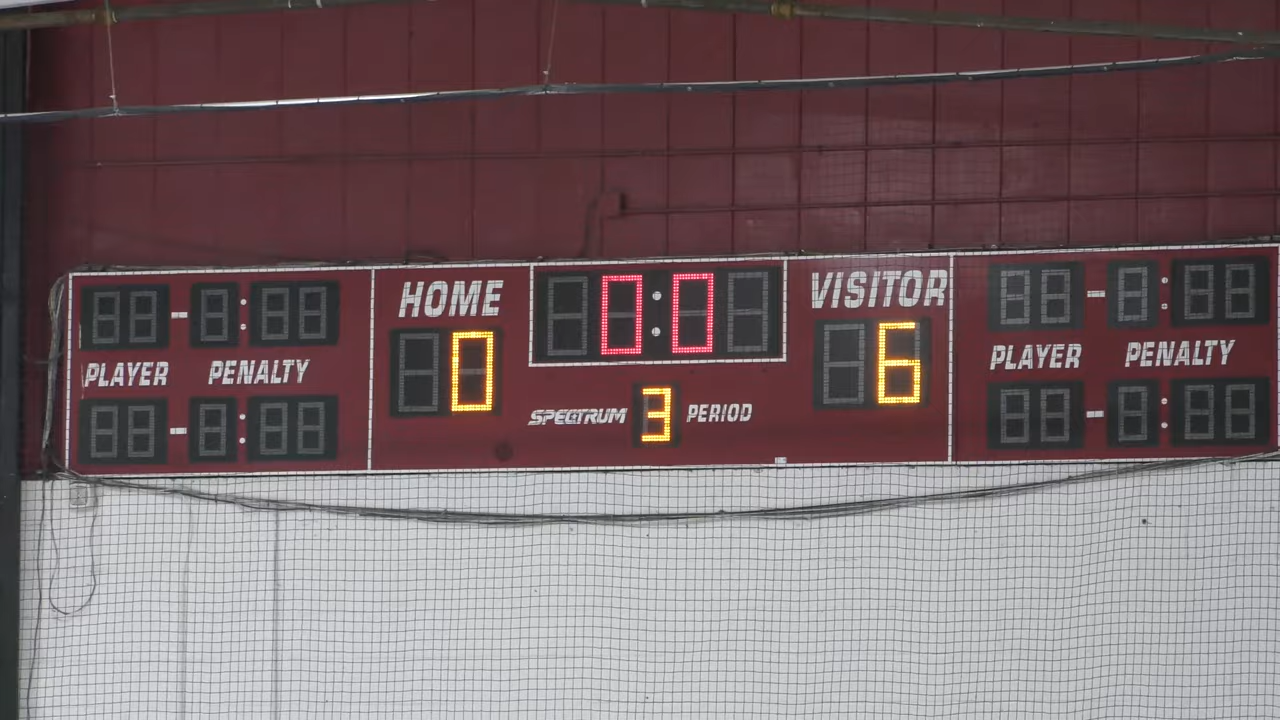 HOME
0:0
VISITOR
0
6
PLAYER PENALTY
SPECTRUM 3 PERIOD
PLAYER PENALTY